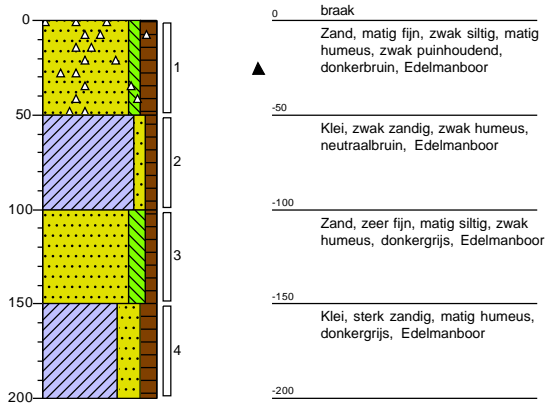 0
50
100
150
200
1
2
3
4
0
braak
Zand, matig fijn, zwak siltig, matig
humeus, zwak puinhoudend,
donkerbruin, Edelmanboor
-50
Klei, zwak zandig, zwak humeus,
neutraalbruin, Edelmanboor
-100
Zand, zeer fijn, matig siltig, zwak
humeus, donkergrijs, Edelmanboor
-150
Klei, sterk zandig, matig humeus,
donkergrijs, Edelmanboor
-200